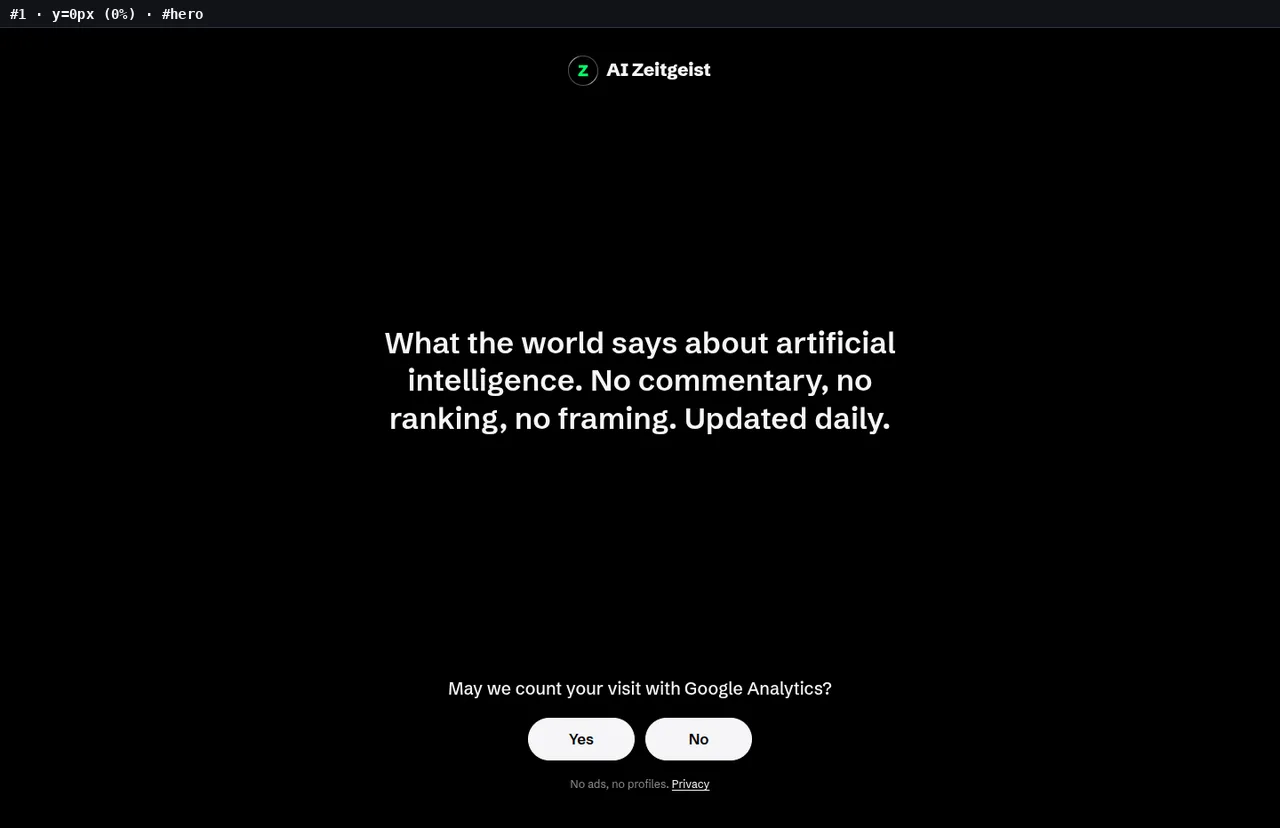 #1 · y=0px (0%) · #hero
Z AI Zeitgeist
What the world says about artificial
intelligence. No commentary, no
ranking, no framing. Updated daily.
May we count your visit with Google Analytics?
Yes No
No ads, no profiles. Privacy